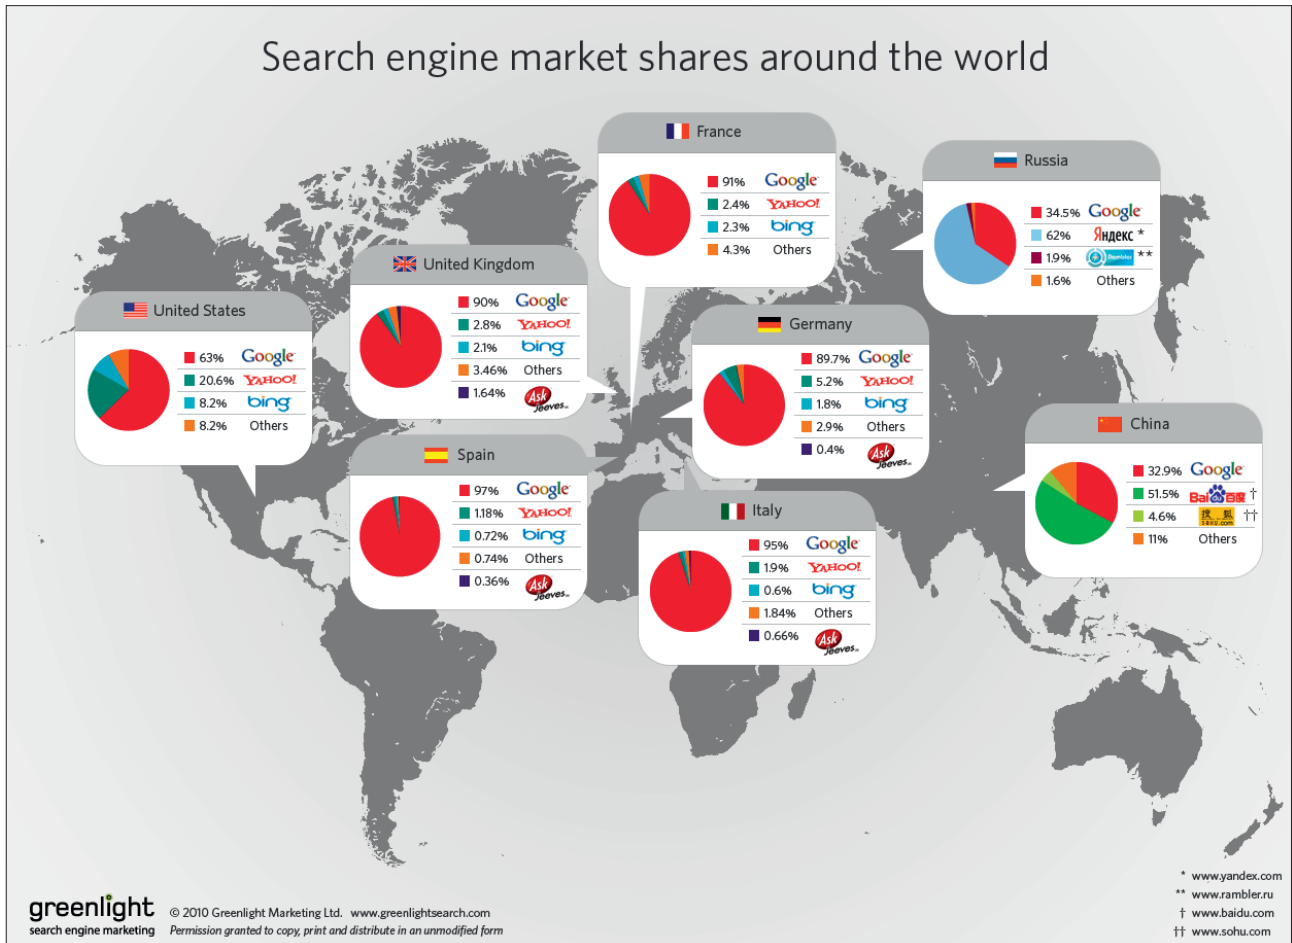 Search engine market shares around the world
France
91% Google
2.4% YAHOO!
2.3% bing
4.3% Others
Russia
34.5% Google
62% Яндекс *
1.9% Rambler **
1.6% Others
United Kingdom
90% Google
2.8% YAHOO!
2.1% bing
3.46% Others
1.64% Ask Jeeves
United States
63% Google
20.6% YAHOO!
8.2% bing
8.2% Others
Germany
89.7% Google
5.2% YAHOO!
1.8% bing
2.9% Others
0.4% Ask Jeeves
China
32.9% Google
51.5% Bai du 百度 †
4.6% 搜狐 SOHU.com ††
11% Others
Spain
97% Google
1.18% YAHOO!
0.72% bing
0.74% Others
0.36% Ask Jeeves
Italy
95% Google
1.9% YAHOO!
0.6% bing
1.84% Others
0.66% Ask Jeeves
* www.yandex.com
** www.rambler.ru
† www.baidu.com
†† www.sohu.com
greenlight
search engine marketing
© 2010 Greenlight Marketing Ltd. www.greenlightsearch.com
Permission granted to copy, print and distribute in an unmodified form